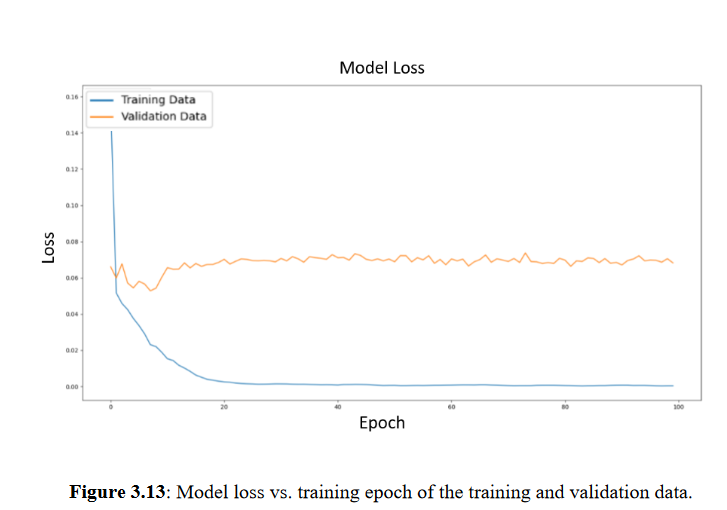 Model Loss
Training Data
Validation Data
0.16
0.14
0.12
0.10
0.08
0.06
0.04
0.02
0.00
Loss
0 20 40 60 80 100
Epoch
Figure 3.13: Model loss vs. training epoch of the training and validation data.